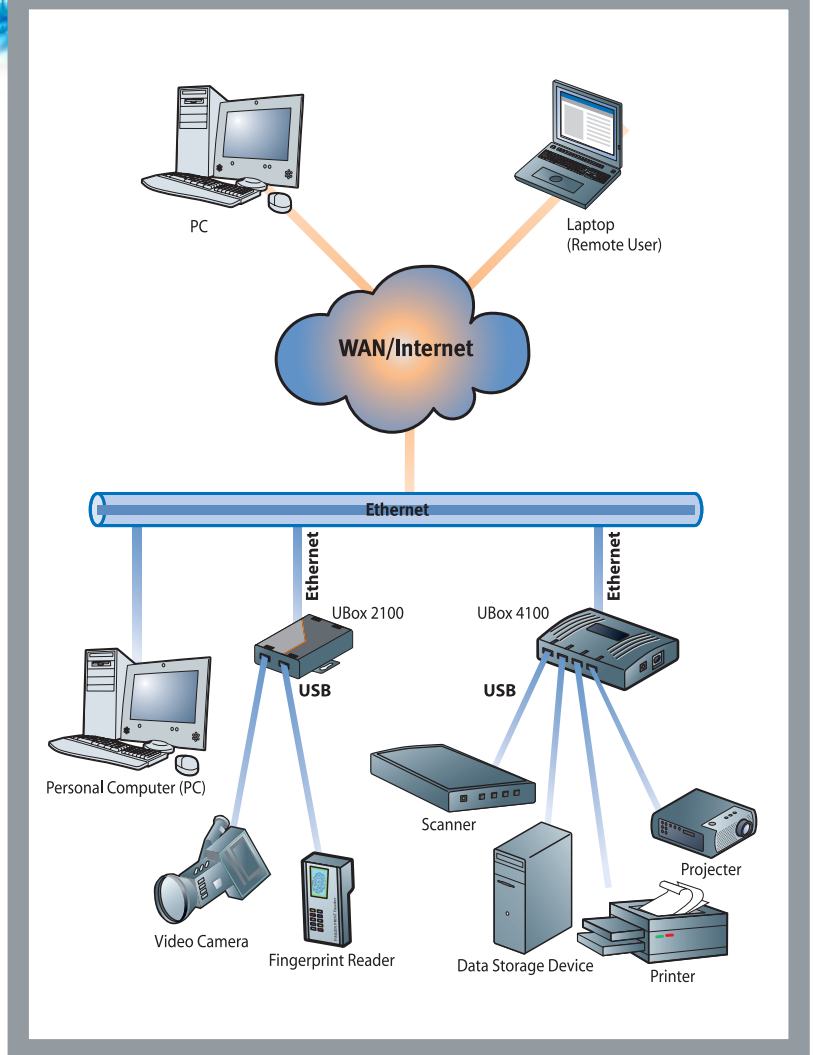 PC
Laptop
(Remote User)
WAN/Internet
Ethernet
Ethernet
Ethernet
UBox 2100
UBox 4100
USB
USB
Personal Computer (PC)
Scanner
Projecter
Video Camera
Fingerprint Reader
Data Storage Device
Printer